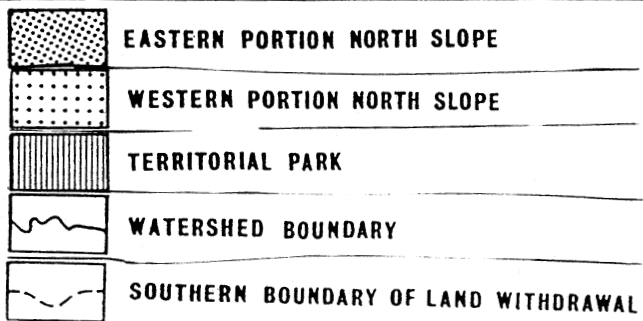 EASTERN PORTION NORTH SLOPE
WESTERN PORTION NORTH SLOPE
TERRITORIAL PARK
WATERSHED BOUNDARY
SOUTHERN BOUNDARY OF LAND WITHDRAWAL